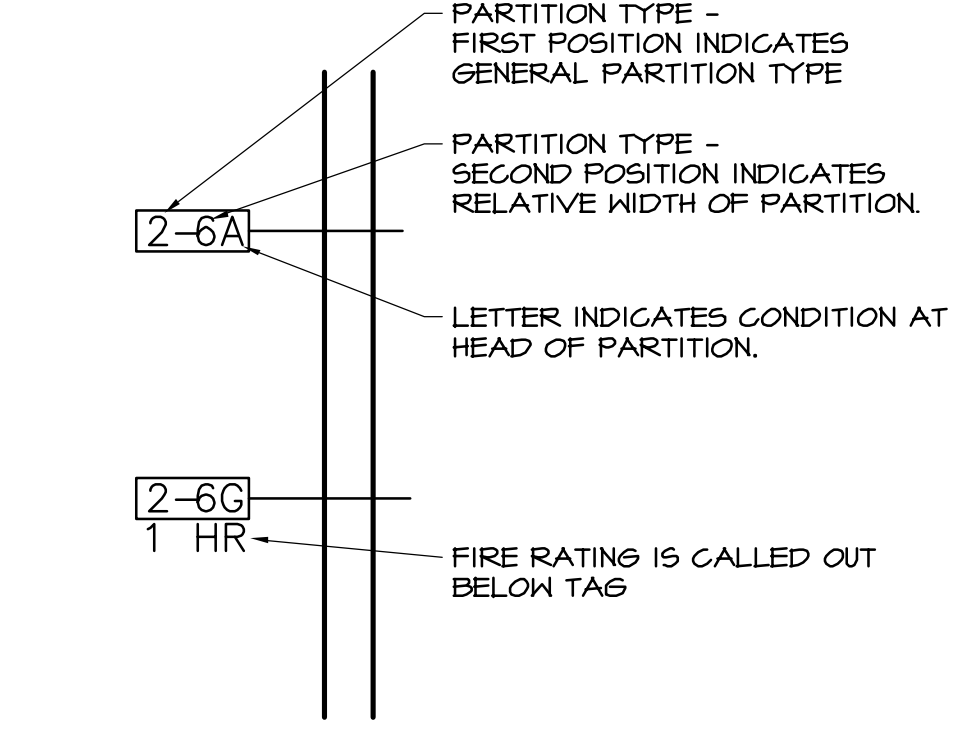 PARTITION TYPE -
FIRST POSITION INDICATES
GENERAL PARTITION TYPE
PARTITION TYPE -
SECOND POSITION INDICATES
RELATIVE WIDTH OF PARTITION.
2-6A
LETTER INDICATES CONDITION AT
HEAD OF PARTITION.
2-6G
1 HR
FIRE RATING IS CALLED OUT
BELOW TAG